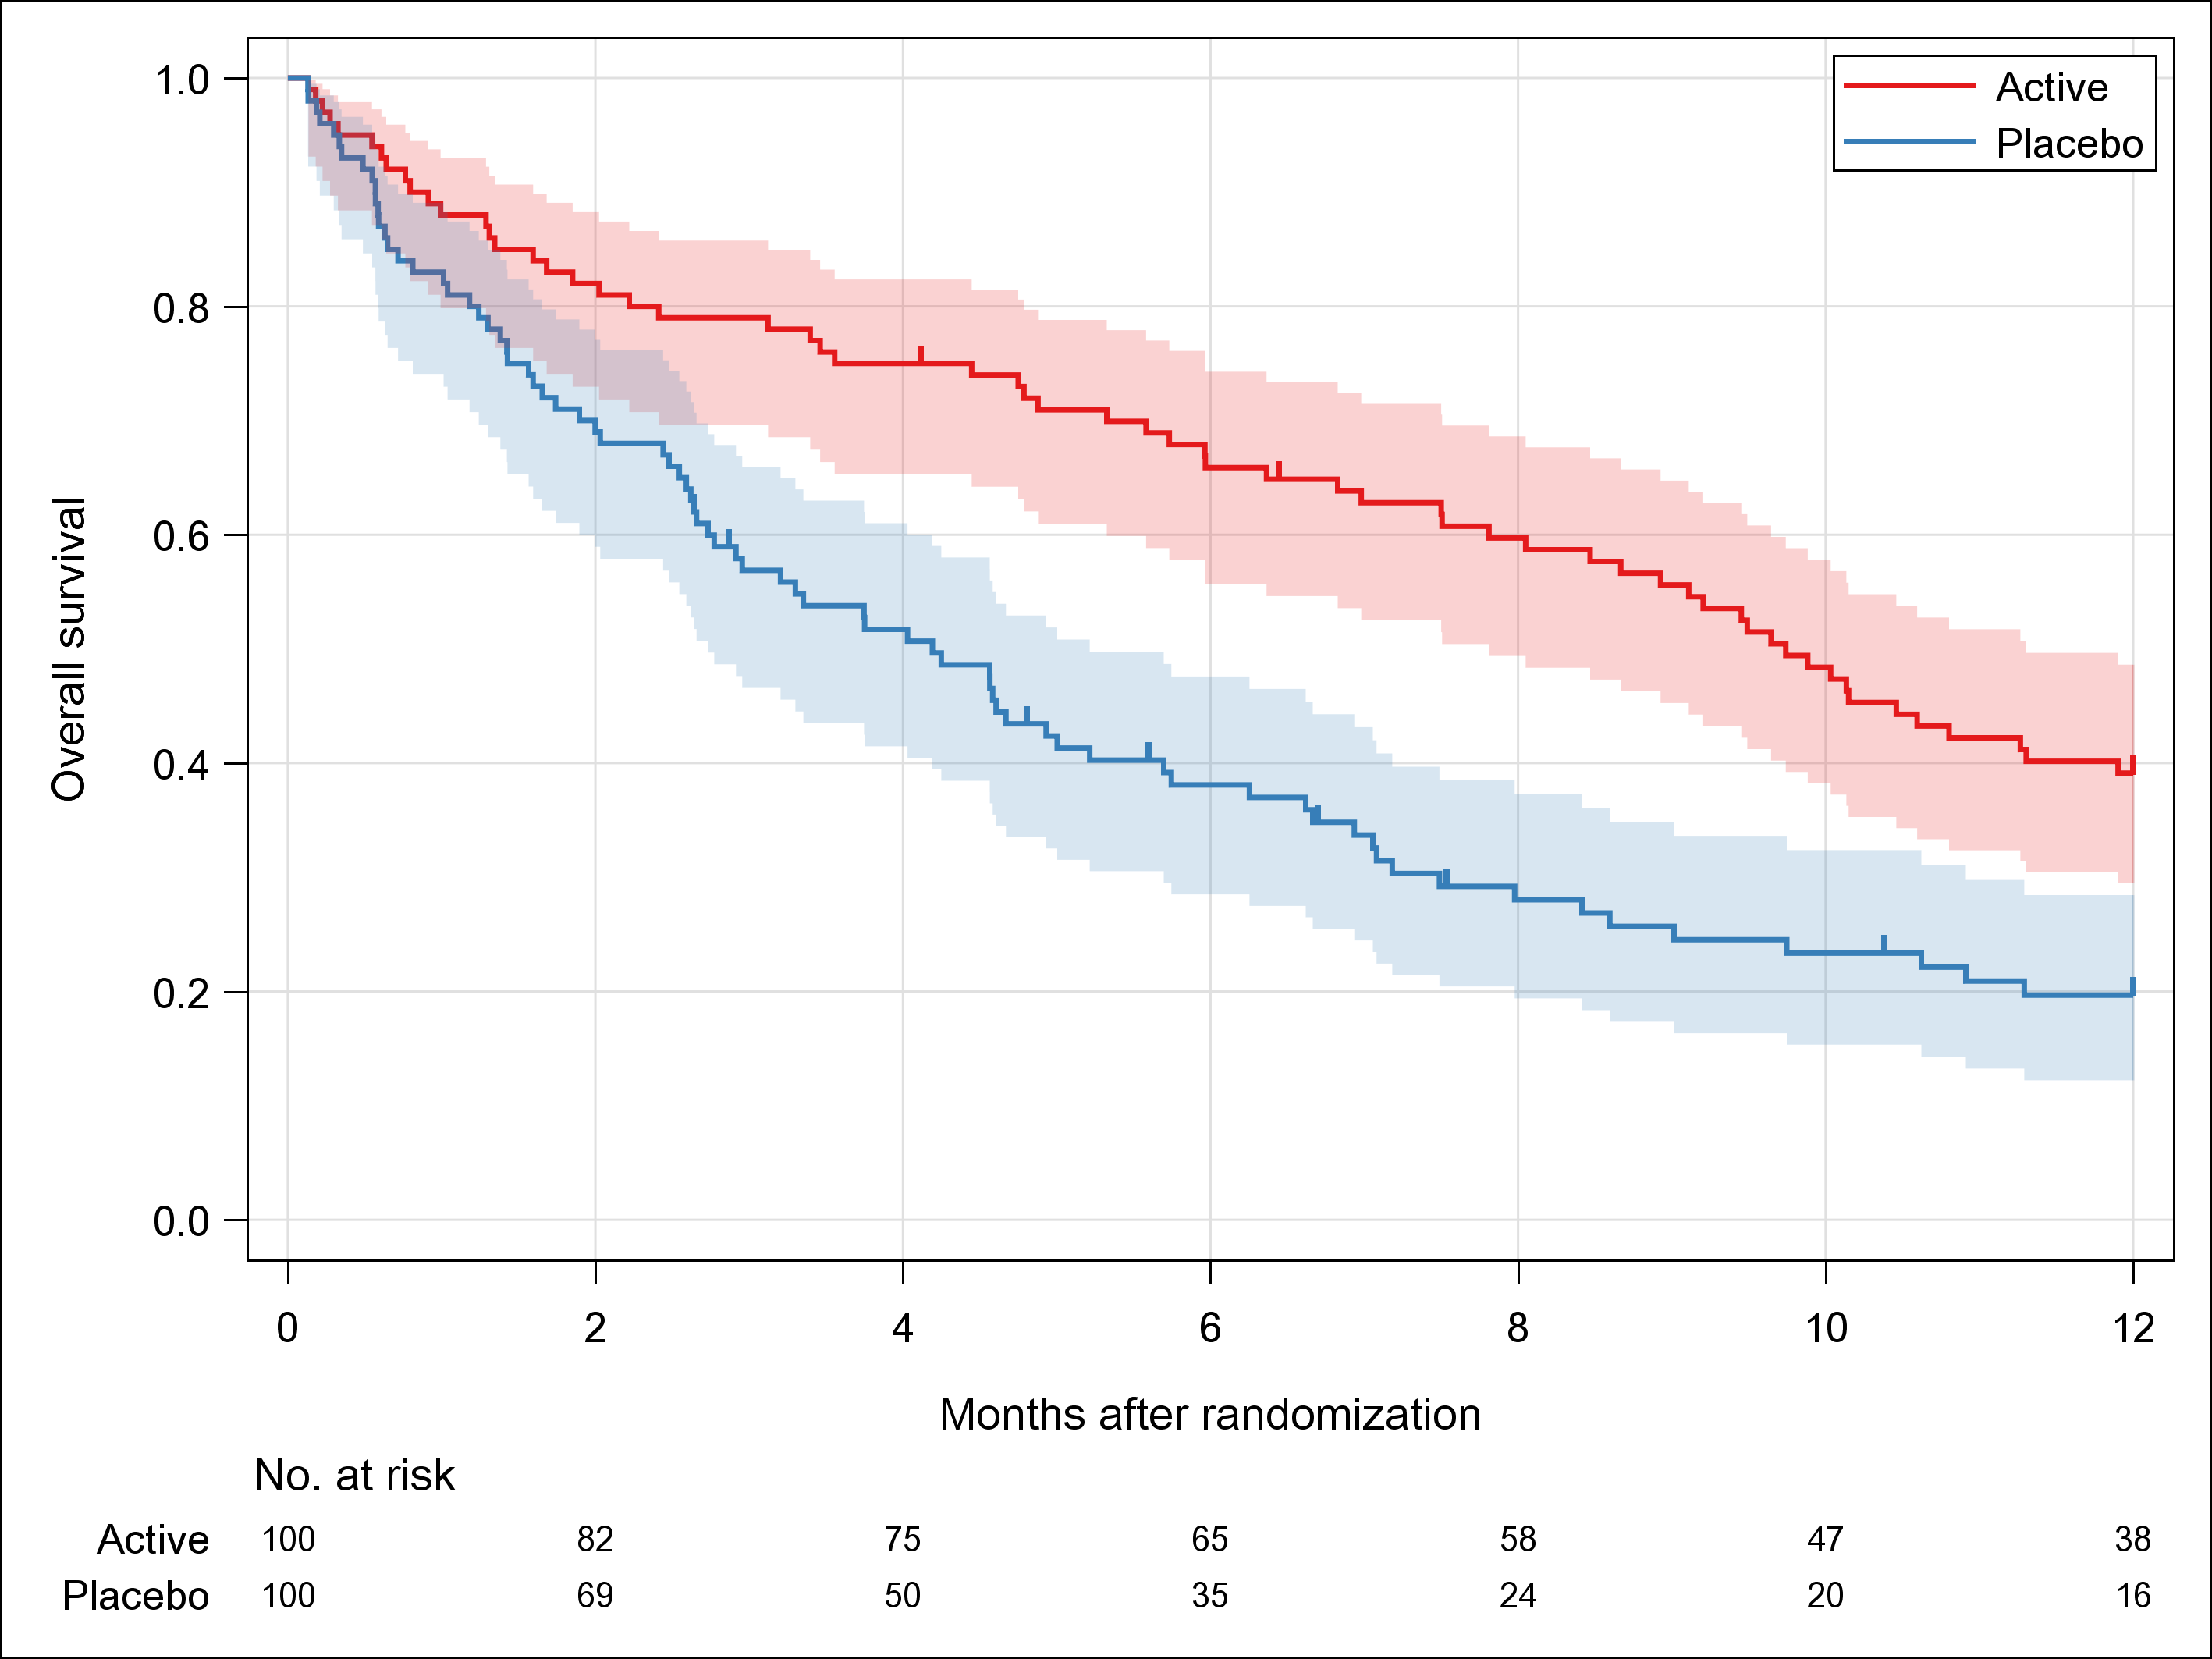 Active
Placebo
1.0
0.8
0.6
0.4
0.2
0.0
Overall survival
0 2 4 6 8 10 12
Months after randomization
No. at risk
Active 100 82 75 65 58 47 38
Placebo 100 69 50 35 24 20 16